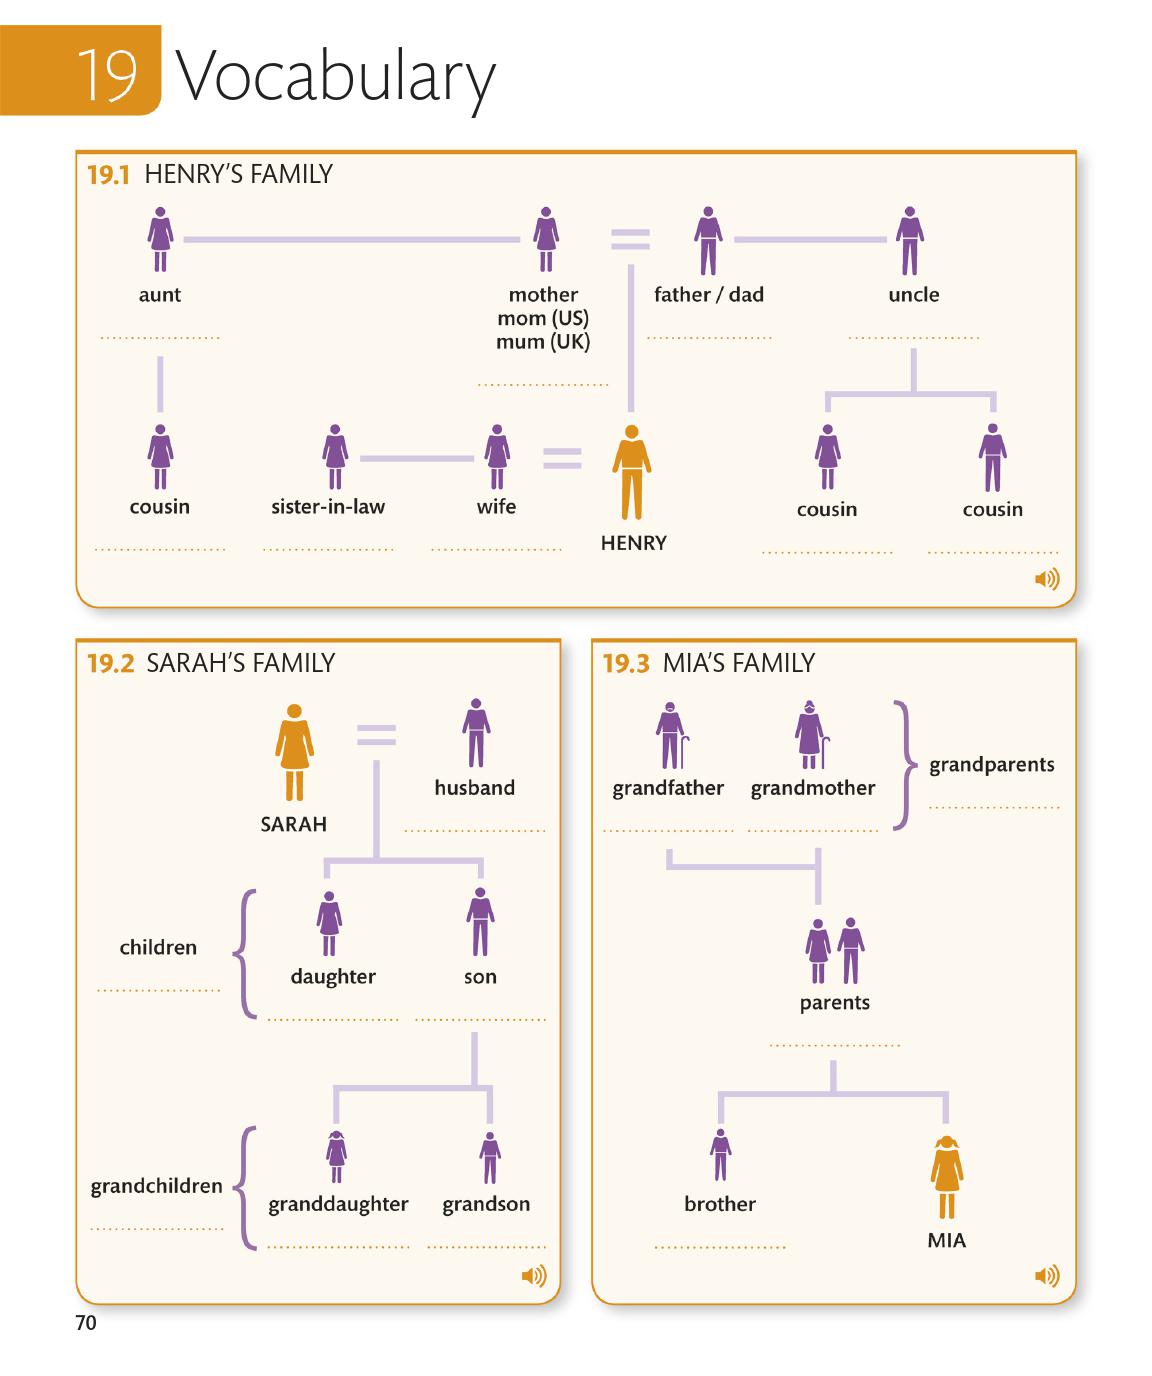 19 Vocabulary
19.1 HENRY'S FAMILY
aunt
mother
mom (US)
mum (UK)
father / dad
uncle
cousin
sister-in-law
wife
HENRY
cousin
cousin
19.2 SARAH'S FAMILY
SARAH
husband
children
daughter
son
grandchildren
granddaughter
grandson
19.3 MIA'S FAMILY
grandfather
grandmother
grandparents
parents
brother
MIA
70